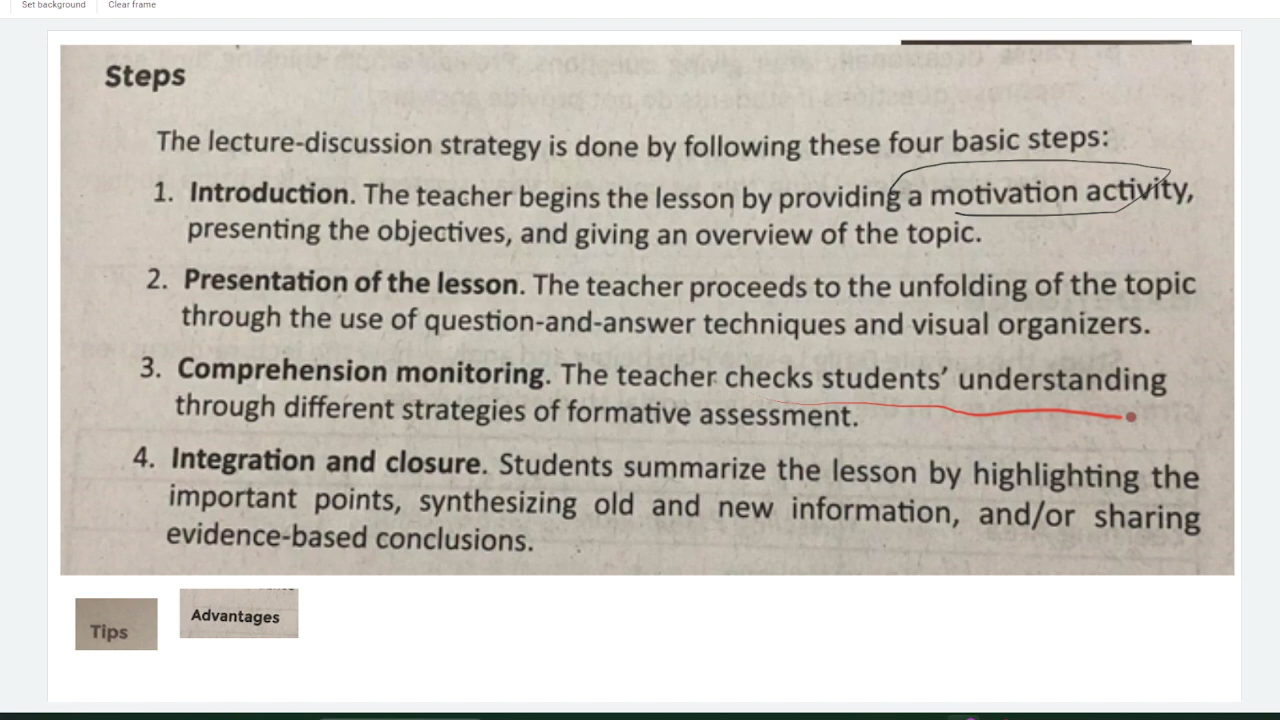 Set background
Clear frame
Steps
The lecture-discussion strategy is done by following these four basic steps:
1. Introduction. The teacher begins the lesson by providing a motivation activity,
presenting the objectives, and giving an overview of the topic.
2. Presentation of the lesson. The teacher proceeds to the unfolding of the topic
through the use of question-and-answer techniques and visual organizers.
3. Comprehension monitoring. The teacher checks students’ understanding
through different strategies of formative assessment.
4. Integration and closure. Students summarize the lesson by highlighting the
important points, synthesizing old and new information, and/or sharing
evidence-based conclusions.
Tips
Advantages